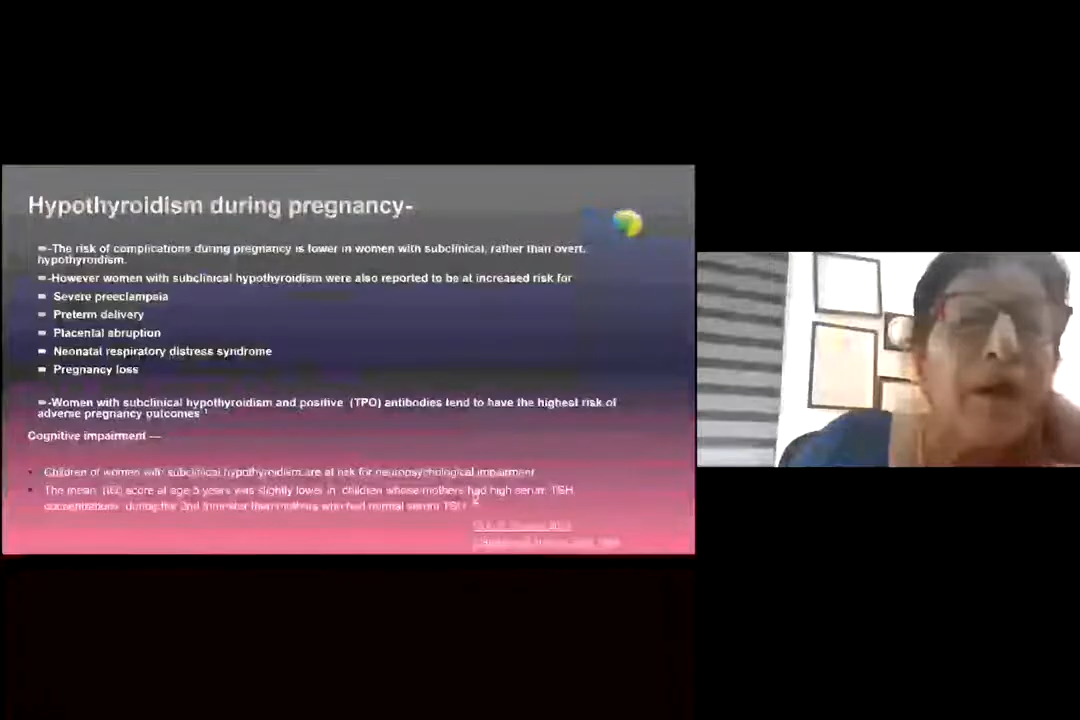 Hypothyroidism during pregnancy-
-The risk of complications during pregnancy is lower in women with subclinical, rather than overt,
hypothyroidism.
-However women with subclinical hypothyroidism were also reported to be at increased risk for
Severe preeclampsia
Preterm delivery
Placental abruption
Neonatal respiratory distress syndrome
Pregnancy loss
-Women with subclinical hypothyroidism and positive (TPO) antibodies tend to have the highest risk of
adverse pregnancy outcomes 1
Cognitive impairment —
Children of women with subclinical hypothyroidism are at risk for neuropsychological impairment
The mean (IQ) score at age 5 years was slightly lower in children whose mothers had high serum TSH
concentrations during the 2nd trimester than mothers who had normal serum TSH